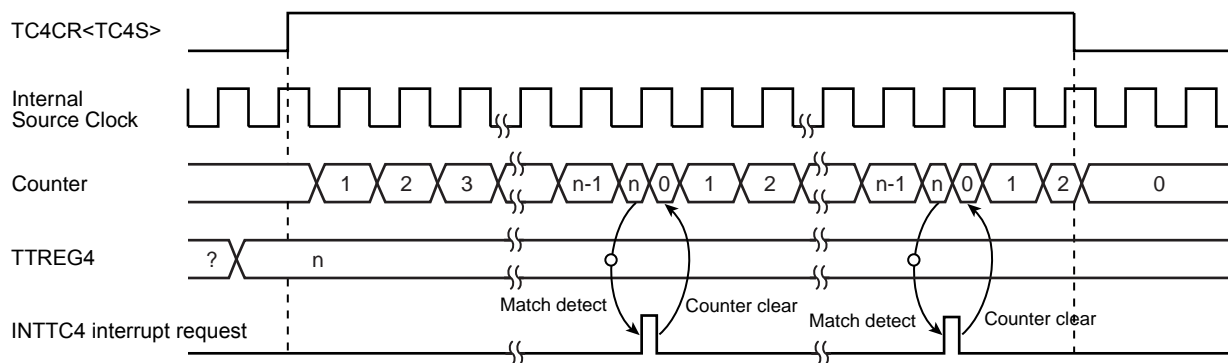 TC4CR<TC4S>
Internal
Source Clock
Counter
1 2 3 n-1 n 0 1 2 n-1 n 0 1 2 0
TTREG4
? n
Match detect Counter clear Match detect Counter clear
INTTC4 interrupt request